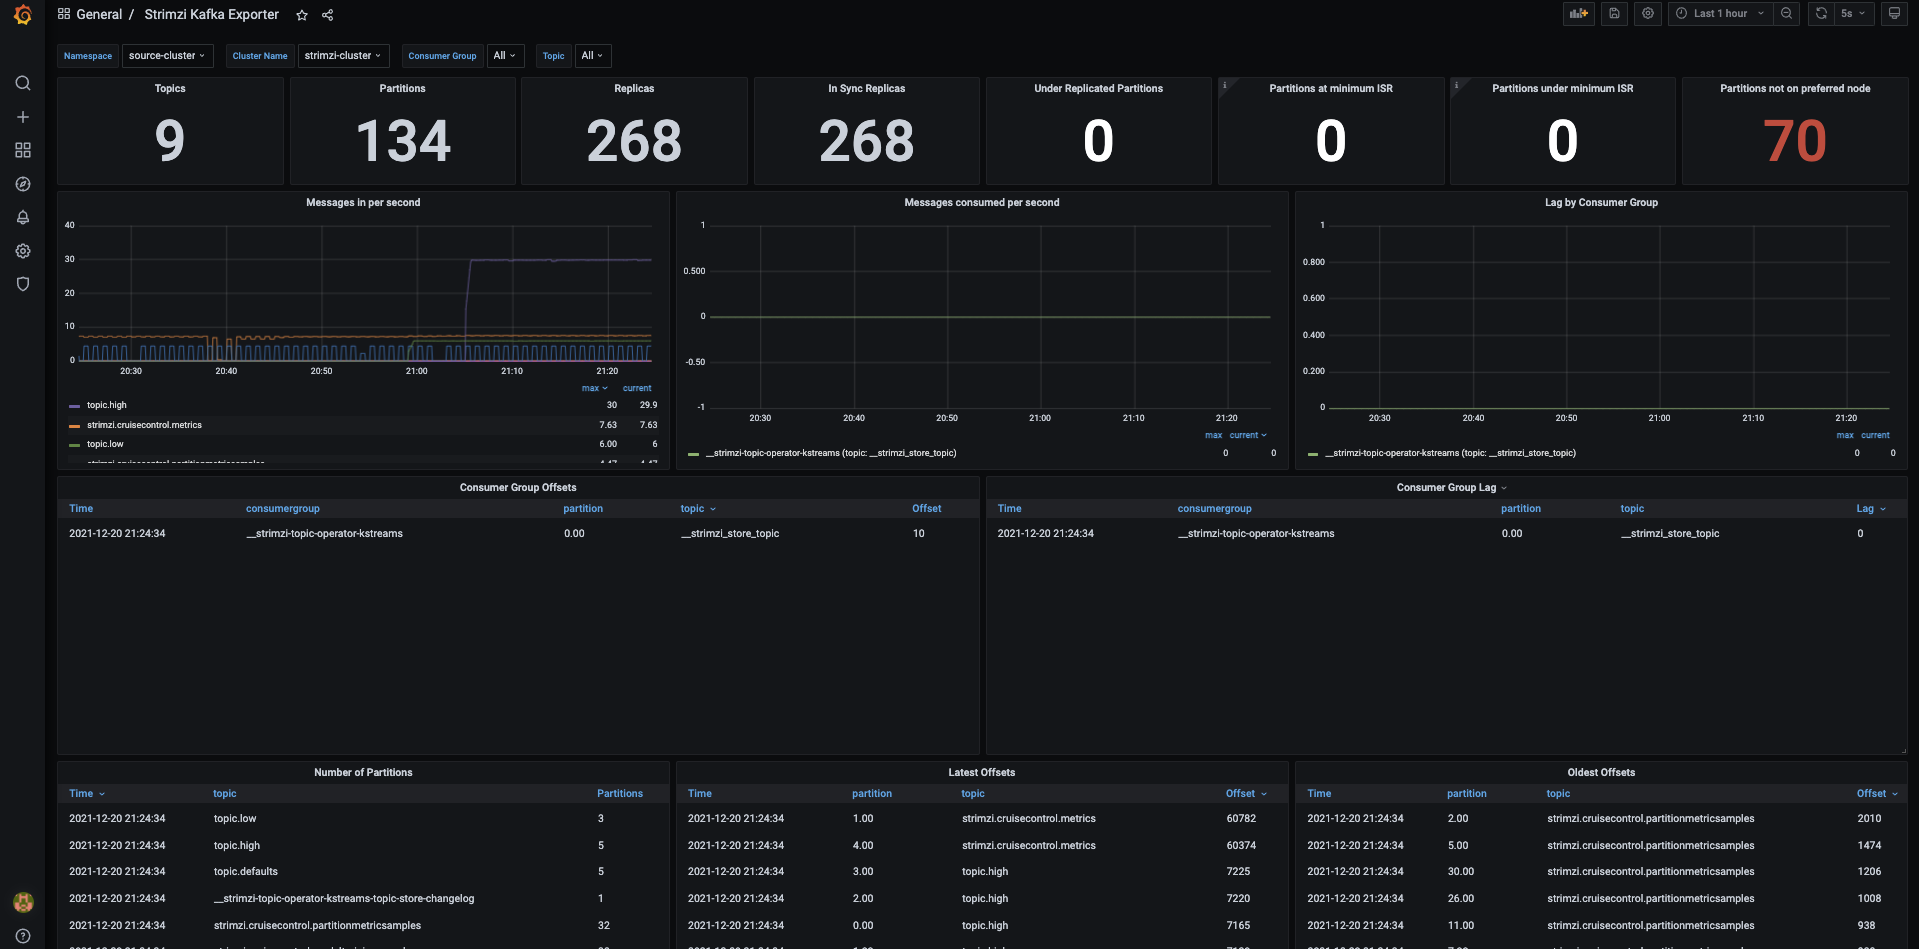 General / Strimzi Kafka Exporter
Last 1 hour 5s
Namespace source-cluster Cluster Name strimzi-cluster Consumer Group All Topic All
Topics Partitions Replicas In Sync Replicas Under Replicated Partitions Partitions at minimum ISR Partitions under minimum ISR Partitions not on preferred node
9 134 268 268 0 0 0 70
Messages in per second
40
30
20
10
0
20:30 20:40 20:50 21:00 21:10 21:20
max current
topic.high 30 29.9
strimzi.cruisecontrol.metrics 7.63 7.63
topic.low 6.00 6
strimzi.cruisecontrol.partitionmetricsamples 4.47 4.47
Messages consumed per second
1
0.500
0
-0.50
-1
20:30 20:40 20:50 21:00 21:10 21:20
max current
__strimzi-topic-operator-kstreams (topic: __strimzi_store_topic) 0 0
Lag by Consumer Group
1
0.800
0.600
0.400
0.200
0
20:30 20:40 20:50 21:00 21:10 21:20
max current
__strimzi-topic-operator-kstreams (topic: __strimzi_store_topic) 0 0
Consumer Group Offsets
Time consumergroup partition topic Offset
2021-12-20 21:24:34 __strimzi-topic-operator-kstreams 0.00 __strimzi_store_topic 10
Consumer Group Lag
Time consumergroup partition topic Lag
2021-12-20 21:24:34 __strimzi-topic-operator-kstreams 0.00 __strimzi_store_topic 0
Number of Partitions
Time topic Partitions
2021-12-20 21:24:34 topic.low 3
2021-12-20 21:24:34 topic.high 5
2021-12-20 21:24:34 topic.defaults 5
2021-12-20 21:24:34 __strimzi-topic-operator-kstreams-topic-store-changelog 1
2021-12-20 21:24:34 strimzi.cruisecontrol.partitionmetricsamples 32
Latest Offsets
Time partition topic Offset
2021-12-20 21:24:34 1.00 strimzi.cruisecontrol.metrics 60782
2021-12-20 21:24:34 4.00 strimzi.cruisecontrol.metrics 60374
2021-12-20 21:24:34 3.00 topic.high 7225
2021-12-20 21:24:34 2.00 topic.high 7220
2021-12-20 21:24:34 0.00 topic.high 7165
Oldest Offsets
Time partition topic Offset
2021-12-20 21:24:34 2.00 strimzi.cruisecontrol.partitionmetricsamples 2010
2021-12-20 21:24:34 5.00 strimzi.cruisecontrol.partitionmetricsamples 1474
2021-12-20 21:24:34 30.00 strimzi.cruisecontrol.partitionmetricsamples 1206
2021-12-20 21:24:34 26.00 strimzi.cruisecontrol.partitionmetricsamples 1008
2021-12-20 21:24:34 11.00 strimzi.cruisecontrol.partitionmetricsamples 938